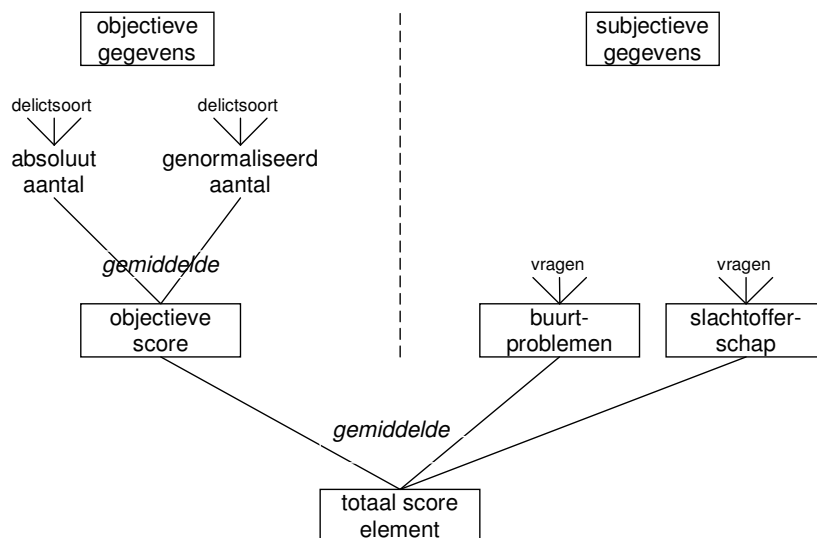 objectieve
gegevens
subjectieve
gegevens
delictsoort
delictsoort
absoluut
aantal
genormaliseerd
aantal
gemiddelde
vragen
vragen
objectieve
score
buurt-
problemen
slachtoffer-
schap
gemiddelde
totaal score
element